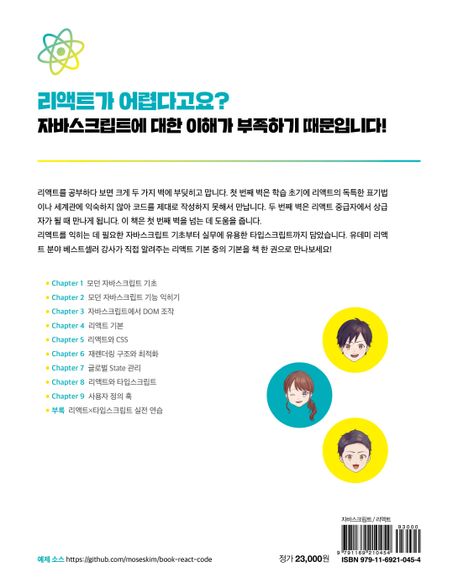 리액트가 어렵다고요?
자바스크립트에 대한 이해가 부족하기 때문입니다!
리액트를 공부하다 보면 크게 두 가지 벽에 부딪히고 맙니다. 첫 번째 벽은 학습 초기에 리액트의 독특한 표기법
이나 세계관에 익숙하지 않아 코드를 제대로 작성하지 못해서 만납니다. 두 번째 벽은 리액트 중급자에서 상급
자가 될 때 만나게 됩니다. 이 책은 첫 번째 벽을 넘는 데 도움을 줍니다.
리액트를 익히는 데 필요한 자바스크립트 기초부터 실무에 유용한 타입스크립트까지 담았습니다. 유데미 리액
트 분야 베스트셀러 강사가 직접 알려주는 리액트 기본 중의 기본을 책 한 권으로 만나보세요!
Chapter 1 모던 자바스크립트 기초
Chapter 2 모던 자바스크립트 기능 익히기
Chapter 3 자바스크립트에서 DOM 조작
Chapter 4 리액트 기본
Chapter 5 리액트와 CSS
Chapter 6 재렌더링 구조와 최적화
Chapter 7 글로벌 State 관리
Chapter 8 리액트와 타입스크립트
Chapter 9 사용자 정의 훅
부록 리액트×타입스크립트 실전 연습
자바스크립트 / 리액트
93000
9 791169 210454
예제 소스 https://github.com/moseskim/book-react-code
정가 23,000원
ISBN 979-11-6921-045-4